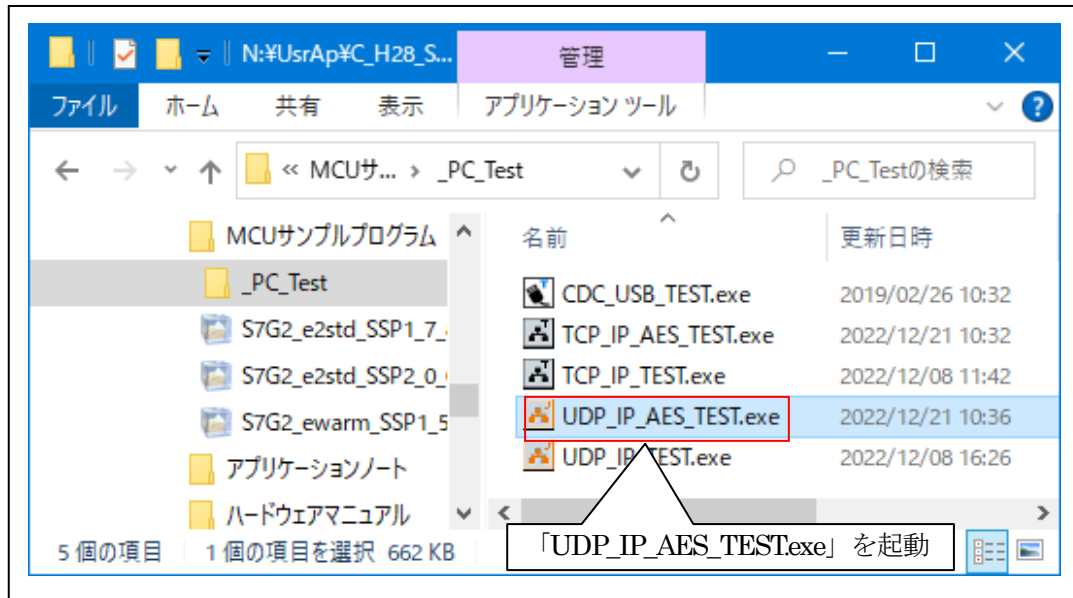 N:¥UsrAp¥C_H28_S... 管理
ファイル ホーム 共有 表示 アプリケーション ツール
« MCUサ... › _PC_Test _PC_Testの検索
MCUサンプルプログラム
_PC_Test
S7G2_e2std_SSP1_7_
S7G2_e2std_SSP2_0_
S7G2_ewarm_SSP1_5
アプリケーションノート
ハードウェアマニュアル
名前 更新日時
CDC_USB_TEST.exe 2019/02/26 10:32
TCP_IP_AES_TEST.exe 2022/12/21 10:32
TCP_IP_TEST.exe 2022/12/08 11:42
UDP_IP_AES_TEST.exe 2022/12/21 10:36
UDP_IP_TEST.exe 2022/12/08 16:26
「UDP_IP_AES_TEST.exe」を起動
5 個の項目 1 個の項目を選択 662 KB